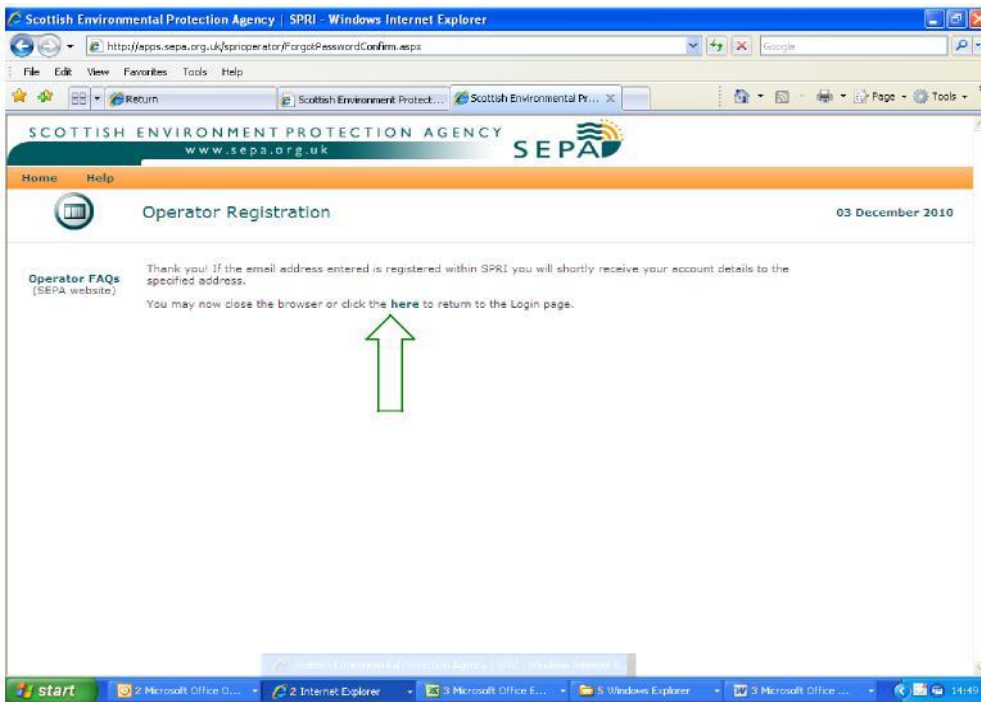 Scottish Environmental Protection Agency | SPRI - Windows Internet Explorer
http://apps.sepa.org.uk/sprioperator/ForgotPasswordConfirm.aspx
Google
File Edit View Favorites Tools Help
Return
Scottish Environment Protect...
Scottish Environmental Pr...
Page
Tools
SCOTTISH ENVIRONMENT PROTECTION AGENCY
www.sepa.org.uk
SEPA
Home Help
Operator Registration
03 December 2010
Operator FAQs
(SEPA website)
Thank you! If the email address entered is registered within SPRI you will shortly receive your account details to the
specified address.
You may now close the browser or click the here to return to the Login page.
start
2 Microsoft Office O...
2 Internet Explorer
3 Microsoft Office E...
5 Windows Explorer
3 Microsoft Office ...
14:49